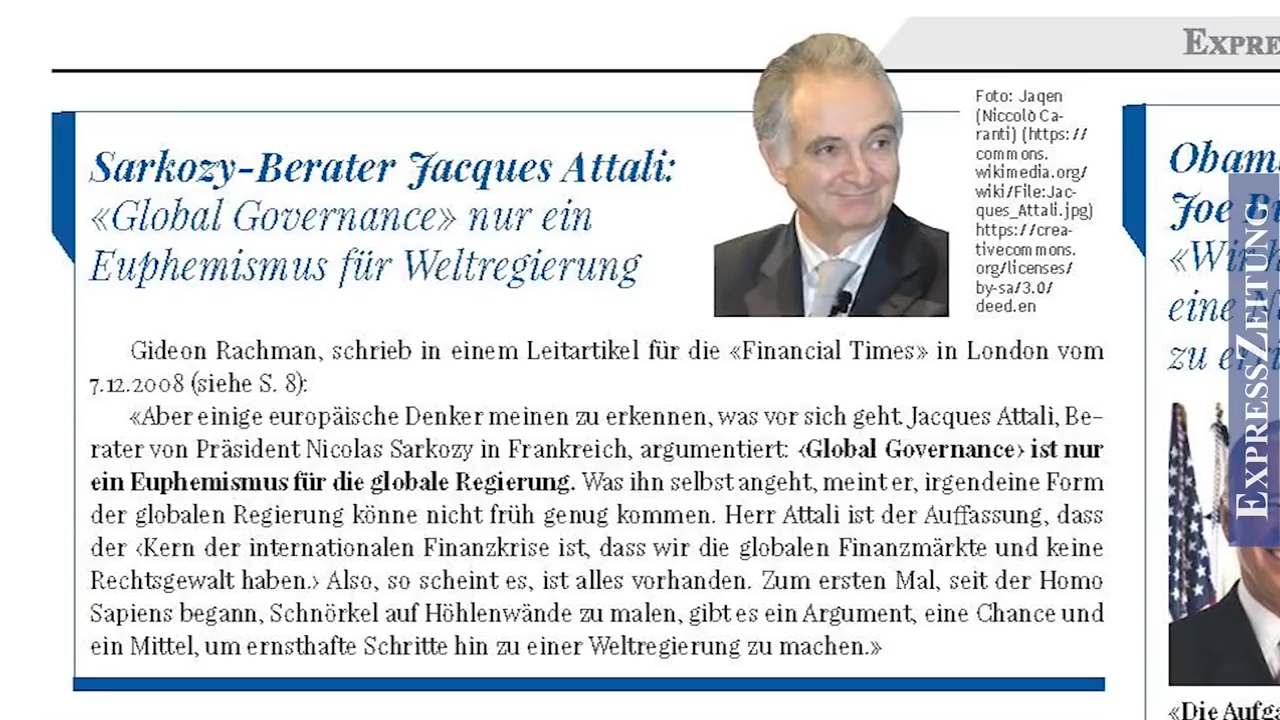 EXPRE
Sarkozy-Berater Jacques Attali:
«Global Governance» nur ein
Euphemismus für Weltregierung
Foto: Jaqen
(Niccolò Ca-
ranti) (https://
commons.
wikimedia.org/
wiki/File:Jac-
ques_Attali.jpg)
https://crea-
tivecommons.
org/licenses/
by-sa/3.0/
deed.en
Gideon Rachman, schrieb in einem Leitartikel für die «Financial Times» in London vom
7.12.2008 (siehe S. 8):
«Aber einige europäische Denker meinen zu erkennen, was vor sich geht. Jacques Attali, Be-
rater von Präsident Nicolas Sarkozy in Frankreich, argumentiert: ‹Global Governance› ist nur
ein Euphemismus für die globale Regierung. Was ihn selbst angeht, meint er, irgendeine Form
der globalen Regierung könne nicht früh genug kommen. Herr Attali ist der Auffassung, dass
der ‹Kern der internationalen Finanzkrise ist, dass wir die globalen Finanzmärkte und keine
Rechtsgewalt haben.› Also, so scheint es, ist alles vorhanden. Zum ersten Mal, seit der Homo
Sapiens begann, Schnörkel auf Höhlenwände zu malen, gibt es ein Argument, eine Chance und
ein Mittel, um ernsthafte Schritte hin zu einer Weltregierung zu machen.»
Obam
Joe
«Wir
eine
zu
«Die Aufga
EXPRESSZEITUNG